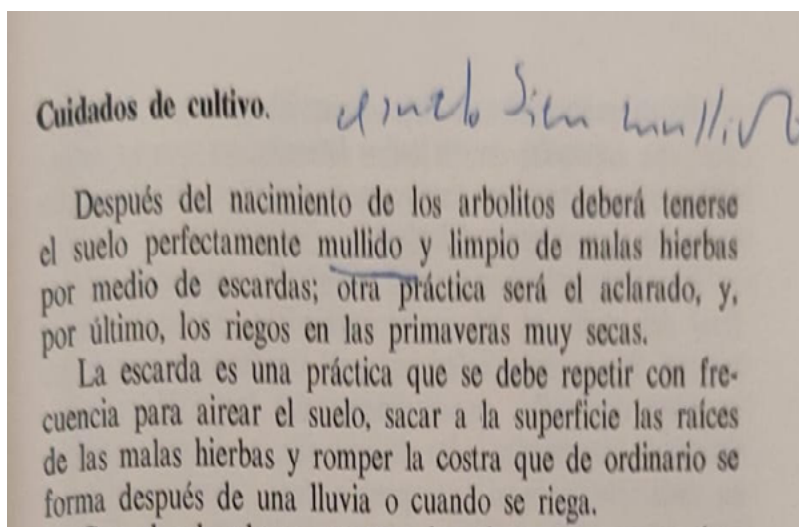 Cuidados de cultivo. el suelo bien mullido
Después del nacimiento de los arbolitos deberá tenerse
el suelo perfectamente mullido y limpio de malas hierbas
por medio de escardas; otra práctica será el aclarado, y,
por último, los riegos en las primaveras muy secas.
La escarda es una práctica que se debe repetir con fre-
cuencia para airear el suelo, sacar a la superficie las raíces
de las malas hierbas y romper la costra que de ordinario se
forma después de una lluvia o cuando se riega.